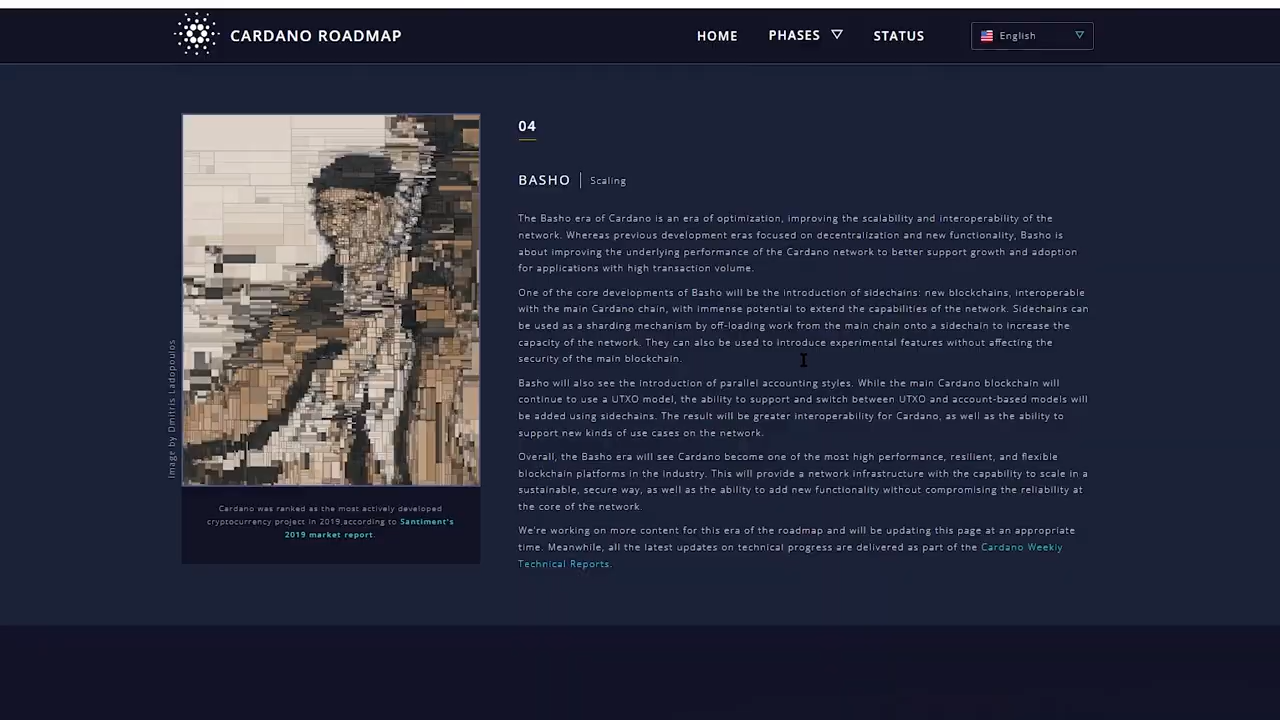 CARDANO ROADMAP
HOME
PHASES
STATUS
English
Image by Dmitris Ladopoulos
Cardano was ranked as the most actively developed
cryptocurrency project in 2019,according to Santiment's
2019 market report.
04
BASHO | Scaling
The Basho era of Cardano is an era of optimization, improving the scalability and interoperability of the
network. Whereas previous development eras focused on decentralization and new functionality, Basho is
about improving the underlying performance of the Cardano network to better support growth and adoption
for applications with high transaction volume.
One of the core developments of Basho will be the introduction of sidechains: new blockchains, interoperable
with the main Cardano chain, with immense potential to extend the capabilities of the network. Sidechains can
be used as a sharding mechanism by off-loading work from the main chain onto a sidechain to increase the
capacity of the network. They can also be used to introduce experimental features without affecting the
security of the main blockchain.
Basho will also see the introduction of parallel accounting styles. While the main Cardano blockchain will
continue to use a UTXO model, the ability to support and switch between UTXO and account-based models will
be added using sidechains. The result will be greater interoperability for Cardano, as well as the ability to
support new kinds of use cases on the network.
Overall, the Basho era will see Cardano become one of the most high performance, resilient, and flexible
blockchain platforms in the industry. This will provide a network infrastructure with the capability to scale in a
sustainable, secure way, as well as the ability to add new functionality without compromising the reliability at
the core of the network.
We're working on more content for this era of the roadmap and will be updating this page at an appropriate
time. Meanwhile, all the latest updates on technical progress are delivered as part of the Cardano Weekly
Technical Reports.